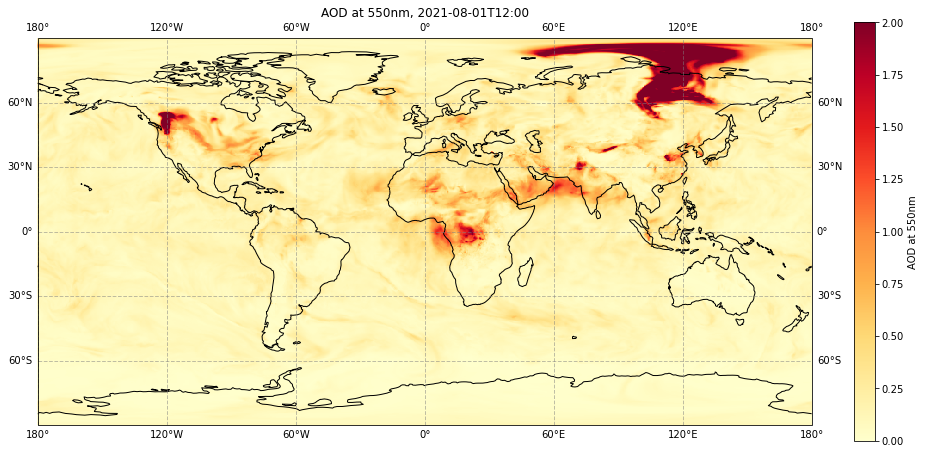 AOD at 550nm, 2021-08-01T12:00
180° 120°W 60°W 0° 60°E 120°E 180°
60°N 60°N
30°N 30°N
0° 0°
30°S 30°S
60°S 60°S
180° 120°W 60°W 0° 60°E 120°E 180°
2.00
1.75
1.50
1.25
1.00
0.75
0.50
0.25
0.00
AOD at 550nm